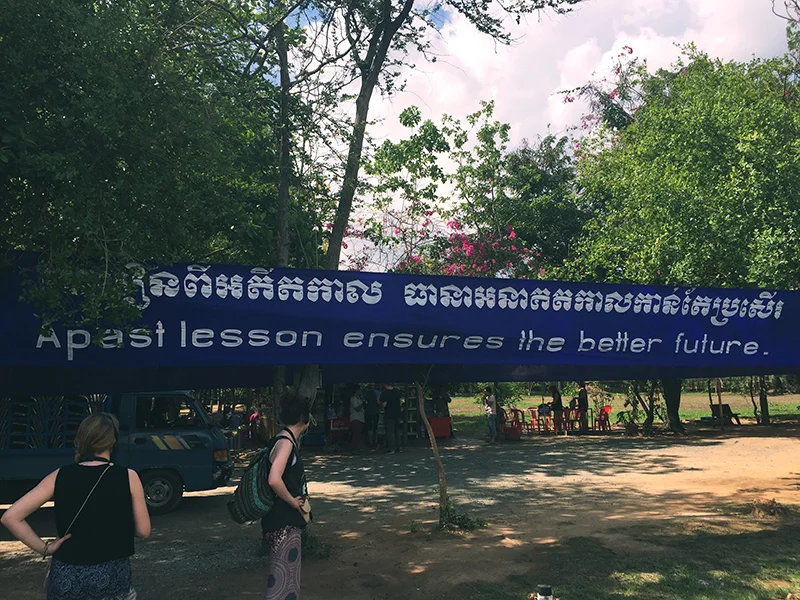 រៀនពីអតីតកាល ធានាអនាគតកាលកាន់តែប្រសើរ
A past lesson ensures the better future.